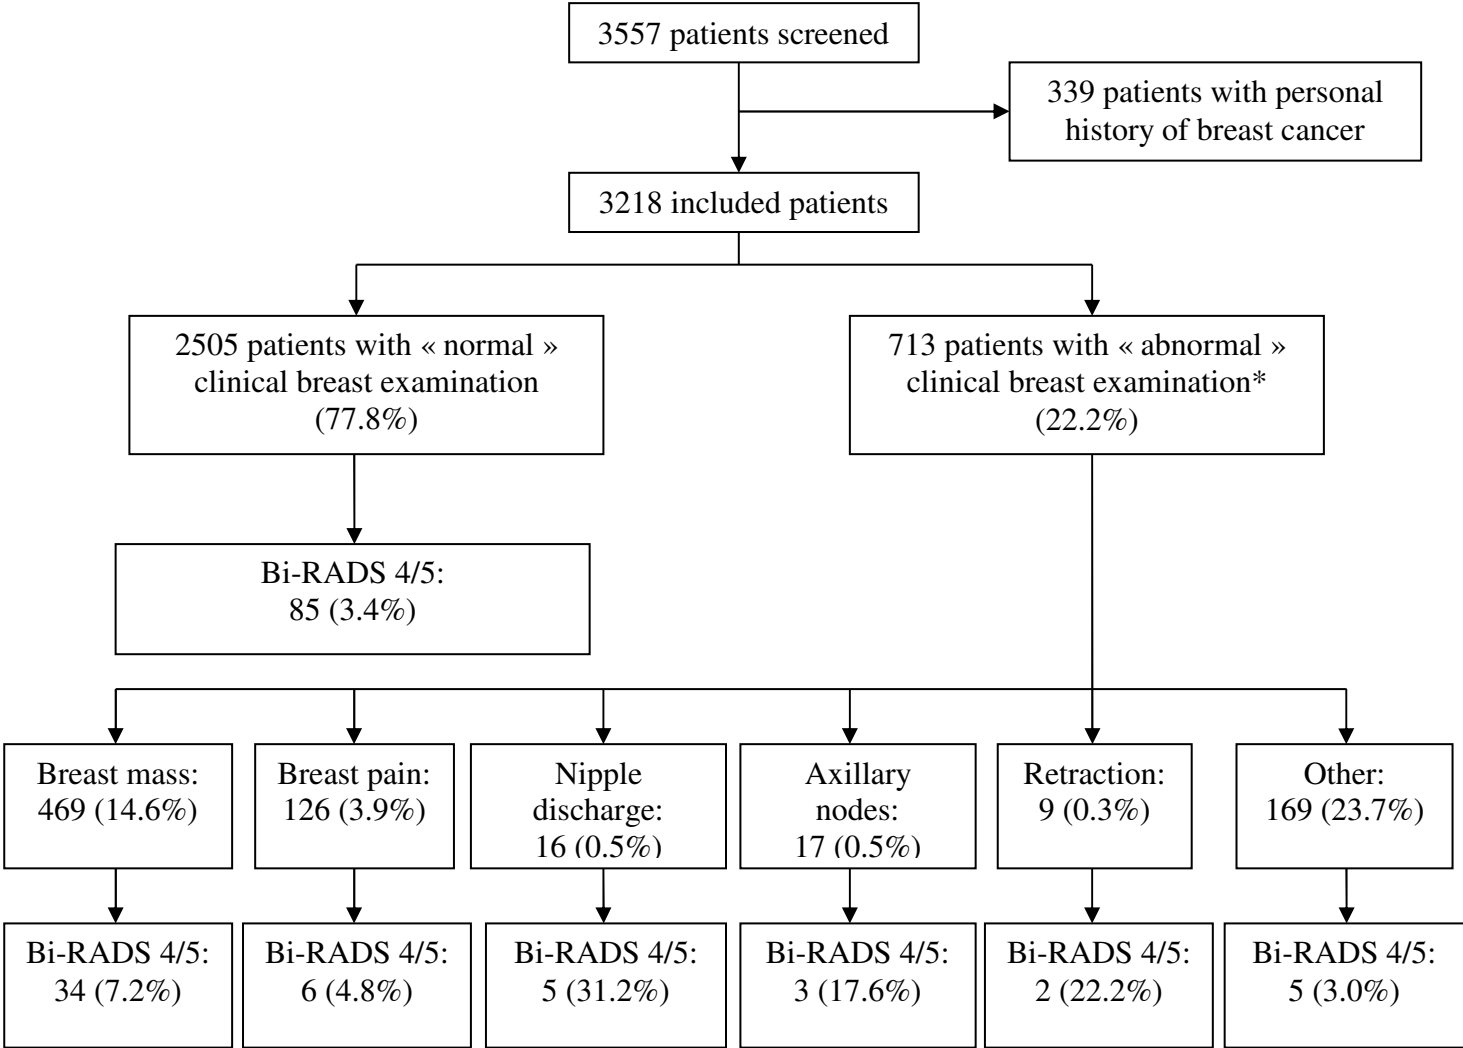 3557 patients screened
339 patients with personal
history of breast cancer
3218 included patients
2505 patients with « normal »
clinical breast examination
(77.8%)
713 patients with « abnormal »
clinical breast examination*
(22.2%)
Bi-RADS 4/5:
85 (3.4%)
Breast mass:
469 (14.6%)
Breast pain:
126 (3.9%)
Nipple
discharge:
16 (0.5%)
Axillary
nodes:
17 (0.5%)
Retraction:
9 (0.3%)
Other:
169 (23.7%)
Bi-RADS 4/5:
34 (7.2%)
Bi-RADS 4/5:
6 (4.8%)
Bi-RADS 4/5:
5 (31.2%)
Bi-RADS 4/5:
3 (17.6%)
Bi-RADS 4/5:
2 (22.2%)
Bi-RADS 4/5:
5 (3.0%)